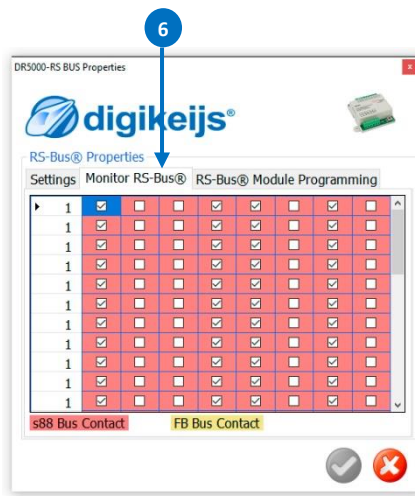 6
DR5000-RS BUS Properties
x
digikeijs®
RS-Bus® Properties
Settings Monitor RS-Bus® RS-Bus® Module Programming
1
1
1
1
1
1
1
1
1
1
1
s88 Bus Contact FB Bus Contact